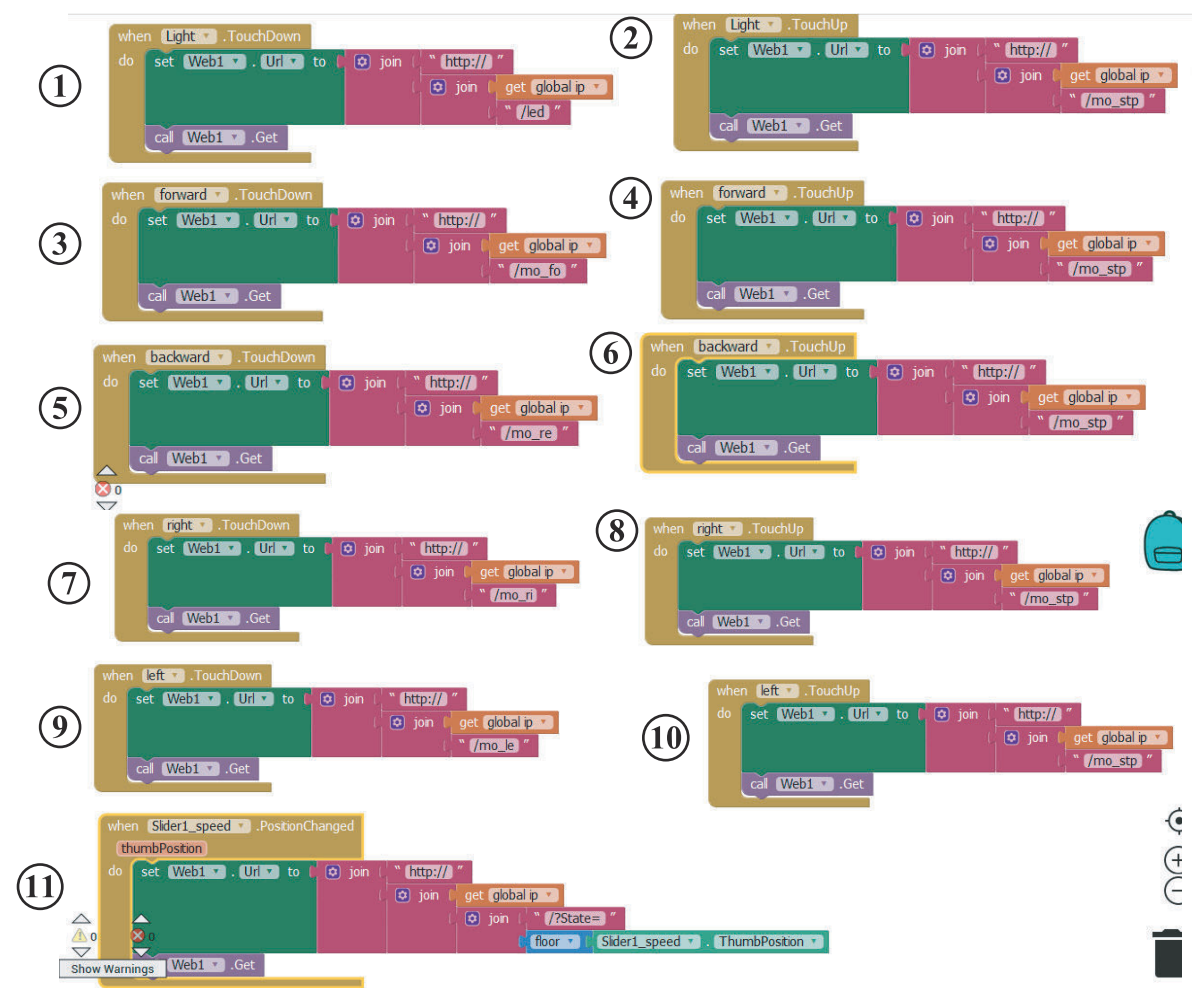 1
when Light .TouchDown
do set Web1 . Url to join " http:// "
join get global ip
" /led "
call Web1 .Get
2
when Light .TouchUp
do set Web1 . Url to join " http:// "
join get global ip
" /mo_stp "
call Web1 .Get
3
when forward .TouchDown
do set Web1 . Url to join " http:// "
join get global ip
" /mo_fo "
call Web1 .Get
4
when forward .TouchUp
do set Web1 . Url to join " http:// "
join get global ip
" /mo_stp "
call Web1 .Get
5
when backward .TouchDown
do set Web1 . Url to join " http:// "
join get global ip
" /mo_re "
call Web1 .Get
0
6
when backward .TouchUp
do set Web1 . Url to join " http:// "
join get global ip
" /mo_stp "
call Web1 .Get
7
when right .TouchDown
do set Web1 . Url to join " http:// "
join get global ip
" /mo_ri "
call Web1 .Get
8
when right .TouchUp
do set Web1 . Url to join " http:// "
join get global ip
" /mo_stp "
call Web1 .Get
9
when left .TouchDown
do set Web1 . Url to join " http:// "
join get global ip
" /mo_le "
call Web1 .Get
10
when left .TouchUp
do set Web1 . Url to join " http:// "
join get global ip
" /mo_stp "
call Web1 .Get
11
when Slider1_speed .PositionChanged
thumbPosition
do set Web1 . Url to join " http:// "
join get global ip
join " /?State= "
floor Slider1_speed . ThumbPosition
0 0
Show Warnings
Web1 .Get